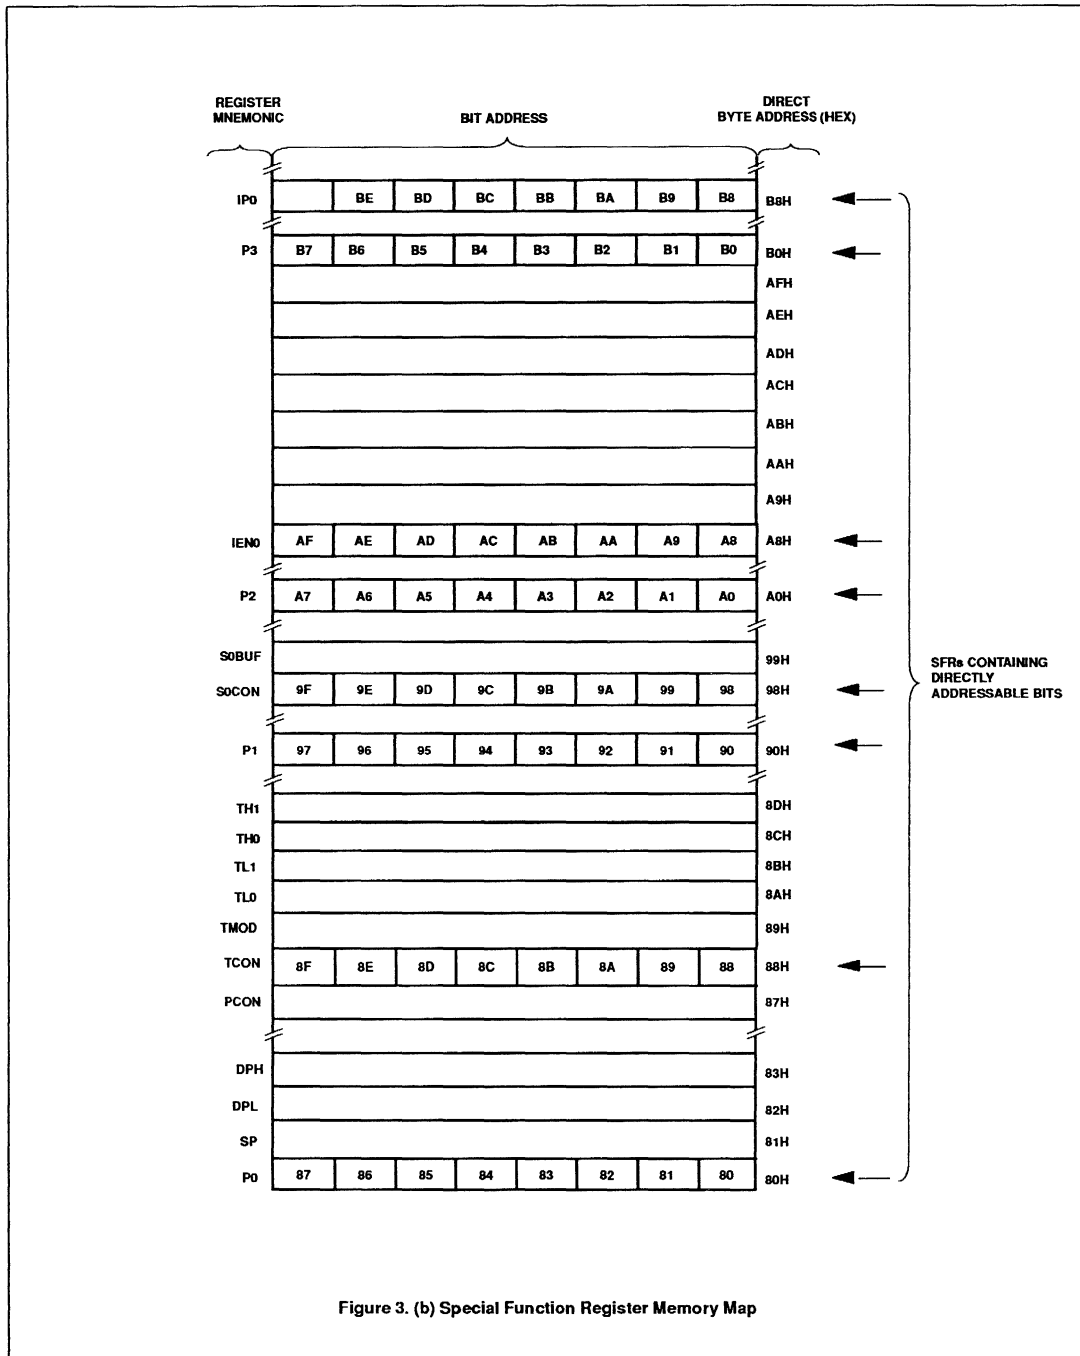 REGISTER MNEMONIC BIT ADDRESS DIRECT BYTE ADDRESS (HEX)
IP0 BE BD BC BB BA B9 B8 B8H
P3 B7 B6 B5 B4 B3 B2 B1 B0 B0H
AFH
AEH
ADH
ACH
ABH
AAH
A9H
IEN0 AF AE AD AC AB AA A9 A8 A8H
P2 A7 A6 A5 A4 A3 A2 A1 A0 A0H
S0BUF 99H
S0CON 9F 9E 9D 9C 9B 9A 99 98 98H
P1 97 96 95 94 93 92 91 90 90H
TH1 8DH
TH0 8CH
TL1 8BH
TL0 8AH
TMOD 89H
TCON 8F 8E 8D 8C 8B 8A 89 88 88H
PCON 87H
DPH 83H
DPL 82H
SP 81H
P0 87 86 85 84 83 82 81 80 80H
SFRs CONTAINING
DIRECTLY
ADDRESSABLE BITS
Figure 3. (b) Special Function Register Memory Map